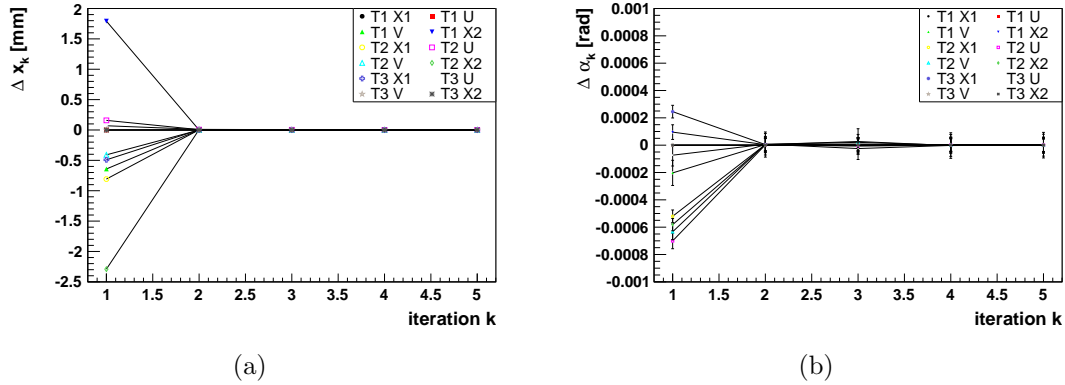 Δ x_k [mm]
2
1.5
1
0.5
0
-0.5
-1
-1.5
-2
-2.5
T1 X1 T1 U
T1 V T1 X2
T2 X1 T2 U
T2 V T2 X2
T3 X1 T3 U
T3 V T3 X2
1 1.5 2 2.5 3 3.5 4 4.5 5
iteration k
(a)
Δ α_k [rad]
0.001
0.0008
0.0006
0.0004
0.0002
0
-0.0002
-0.0004
-0.0006
-0.0008
-0.001
T1 X1 T1 U
T1 V T1 X2
T2 X1 T2 U
T2 V T2 X2
T3 X1 T3 U
T3 V T3 X2
1 1.5 2 2.5 3 3.5 4 4.5 5
iteration k
(b)